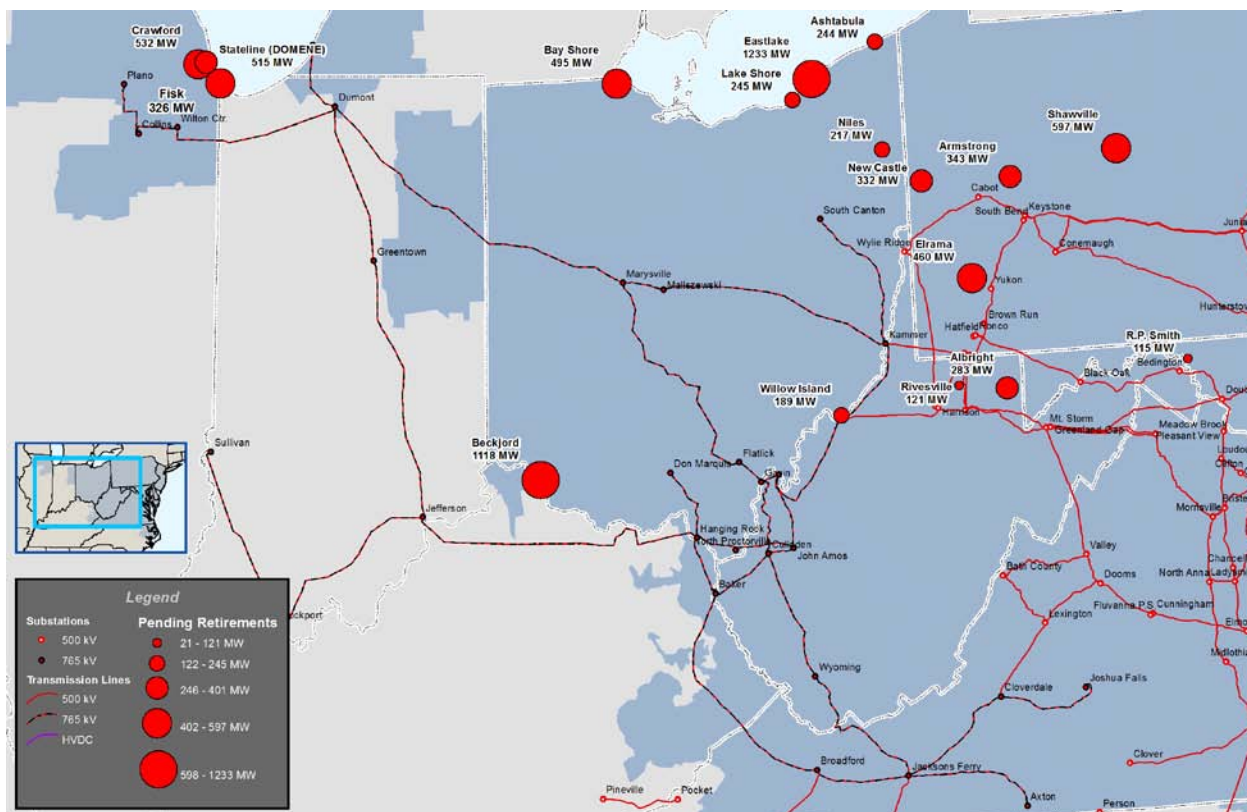 Crawford
532 MW
Stateline (DOMENE)
515 MW
Fisk
326 MW
Plano
Collins
Wilton Ctr.
Dumont
Bay Shore
495 MW
Ashtabula
244 MW
Eastlake
1233 MW
Lake Shore
245 MW
Niles
217 MW
New Castle
332 MW
Armstrong
343 MW
Shawville
597 MW
Cabot
South Bend
Keystone
Conemaugh
South Canton
Wylie Ridge
Elrama
460 MW
Yukon
Greentown
Marysville
Maliszewski
Brown Run
Hatfield
Ronco
Kammer
R.P. Smith
115 MW
Bedington
Albright
283 MW
Black Oak
Rivesville
121 MW
Harrison
Willow Island
189 MW
Mt. Storm
Greenland Gap
Meadow Brook
Pleasant View
Beckjord
1118 MW
Sullivan
Don Marquis
Flatlick
Gavin
Morrisville
Jefferson
Hanging Rock
North Proctorville
Culloden
John Amos
Baker
Valley
Bath County
Dooms
North Anna
Fluvanna P.S
Cunningham
Lexington
Wyoming
Cloverdale
Joshua Falls
Broadford
Jacksons Ferry
Clover
Axton
Person
Pineville
Pocket
Legend
Substations
500 kV
765 kV
Transmission Lines
500 kV
765 kV
HVDC
Pending Retirements
21 - 121 MW
122 - 245 MW
246 - 401 MW
402 - 597 MW
598 - 1233 MW